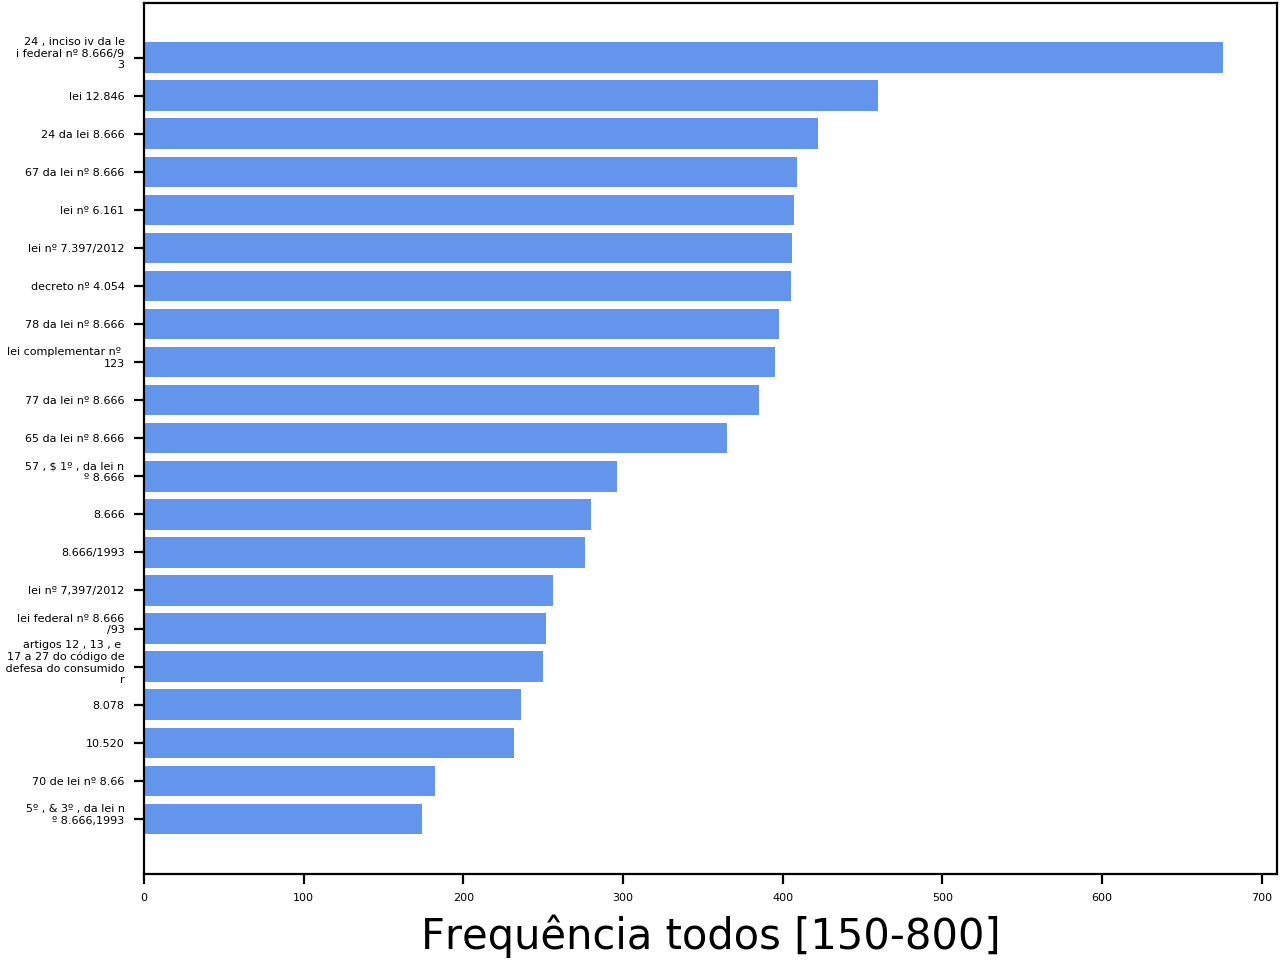 24 , inciso iv da le
i federal nº 8.666/9
3
lei 12.846
24 da lei 8.666
67 da lei nº 8.666
lei nº 6.161
lei nº 7.397/2012
decreto nº 4.054
78 da lei nº 8.666
lei complementar nº
123
77 da lei nº 8.666
65 da lei nº 8.666
57 , $ 1º , da lei n
º 8.666
8.666
8.666/1993
lei nº 7,397/2012
lei federal nº 8.666
/93
artigos 12 , 13 , e
17 a 27 do código de
defesa do consumido
r
8.078
10.520
70 de lei nº 8.66
5º , & 3º , da lei n
º 8.666,1993
0 100 200 300 400 500 600 700
Frequência todos [150-800]